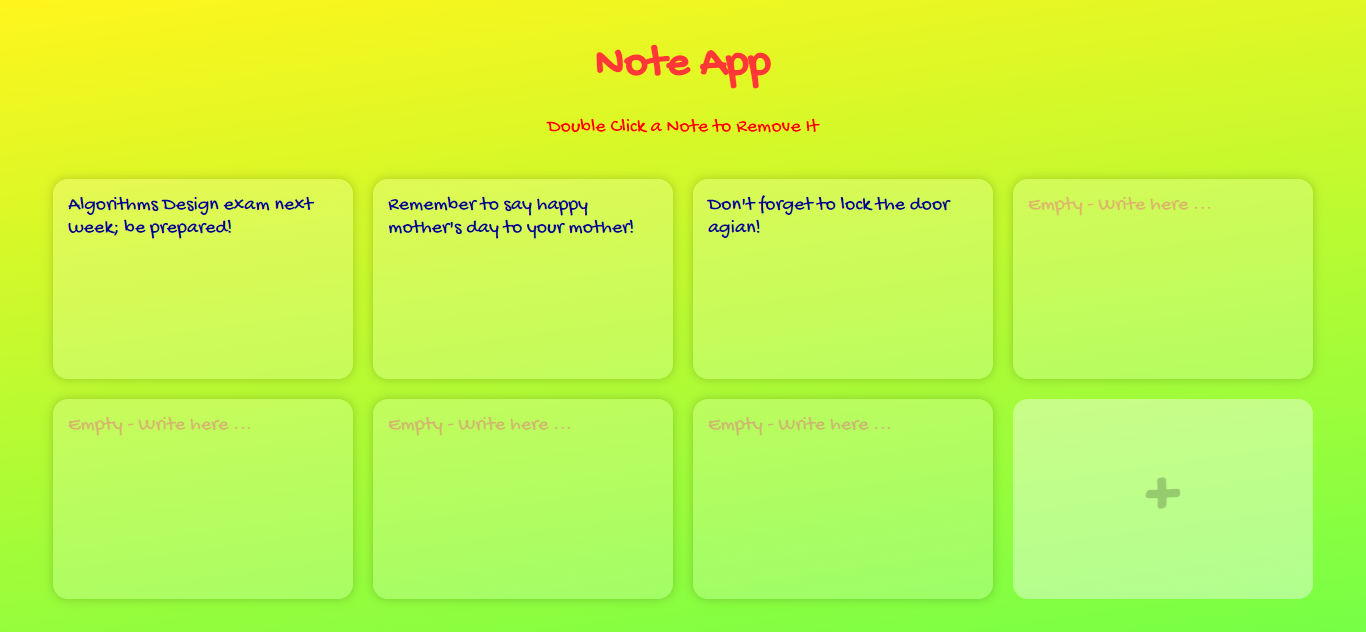 Note App
Double Click a Note to Remove It
Algorithms Design exam next
week; be prepared!
Remember to say happy
mother's day to your mother!
Don't forget to lock the door
agian!
Empty - Write here ...
Empty - Write here ...
Empty - Write here ...
Empty - Write here ...
+